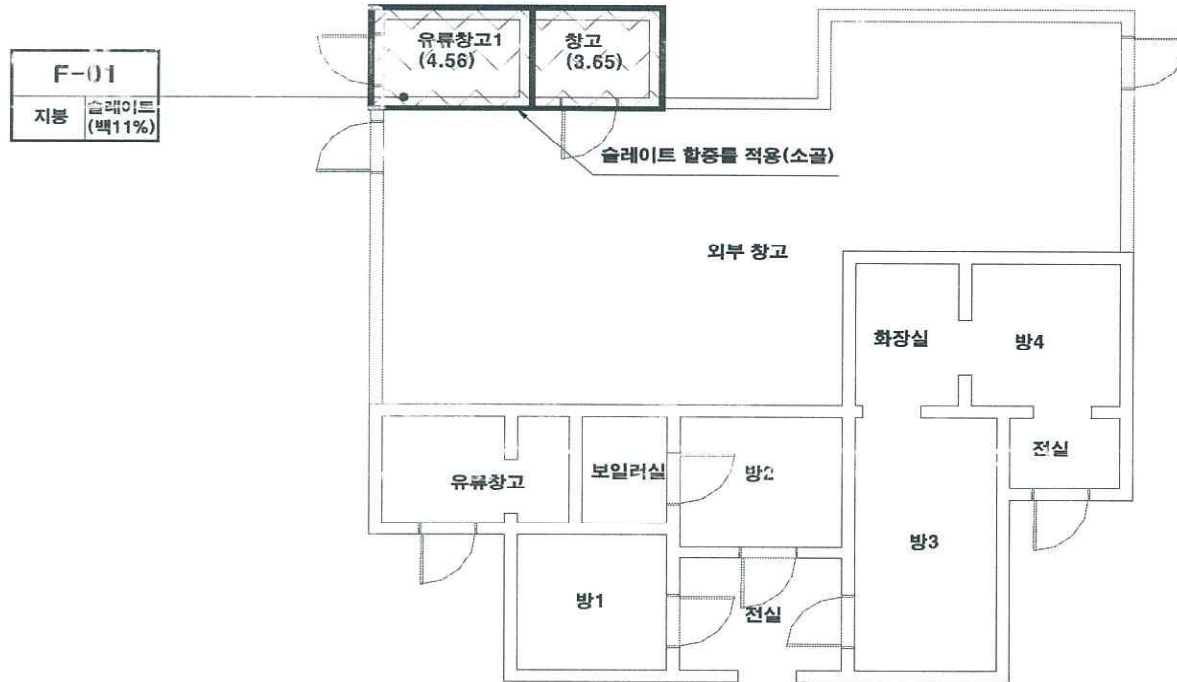 F-01
지붕
슬레이트
(백11%)
유류창고1
(4.56)
창고
(3.65)
슬레이트 할증률 적용(소골)
외부 창고
화장실
방4
전실
유류창고
보일러실
방2
방3
방1
전실